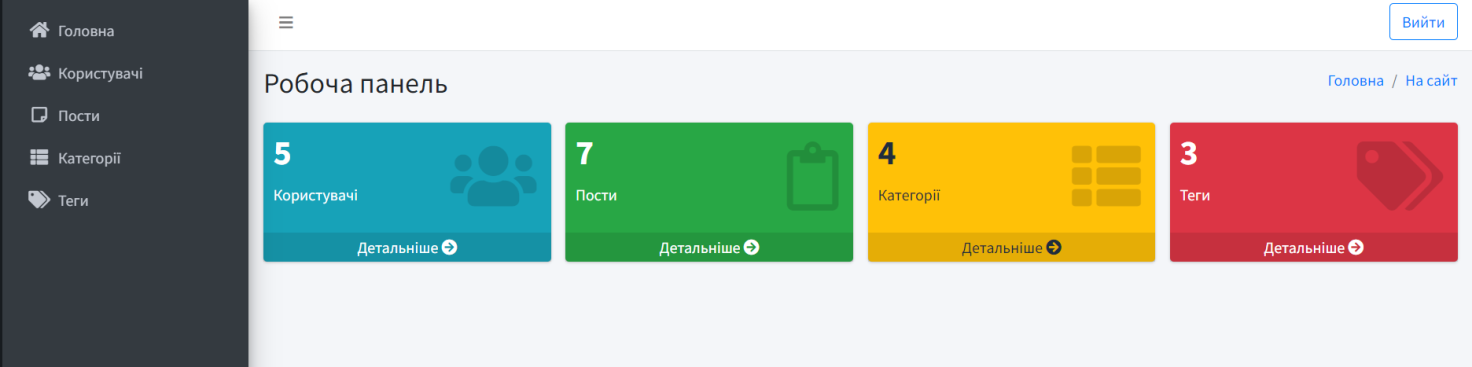 Головна
Користувачі
Пости
Категорії
Теги
Вийти
Робоча панель
Головна / На сайт
5
Користувачі
Детальніше
7
Пости
Детальніше
4
Категорії
Детальніше
3
Теги
Детальніше